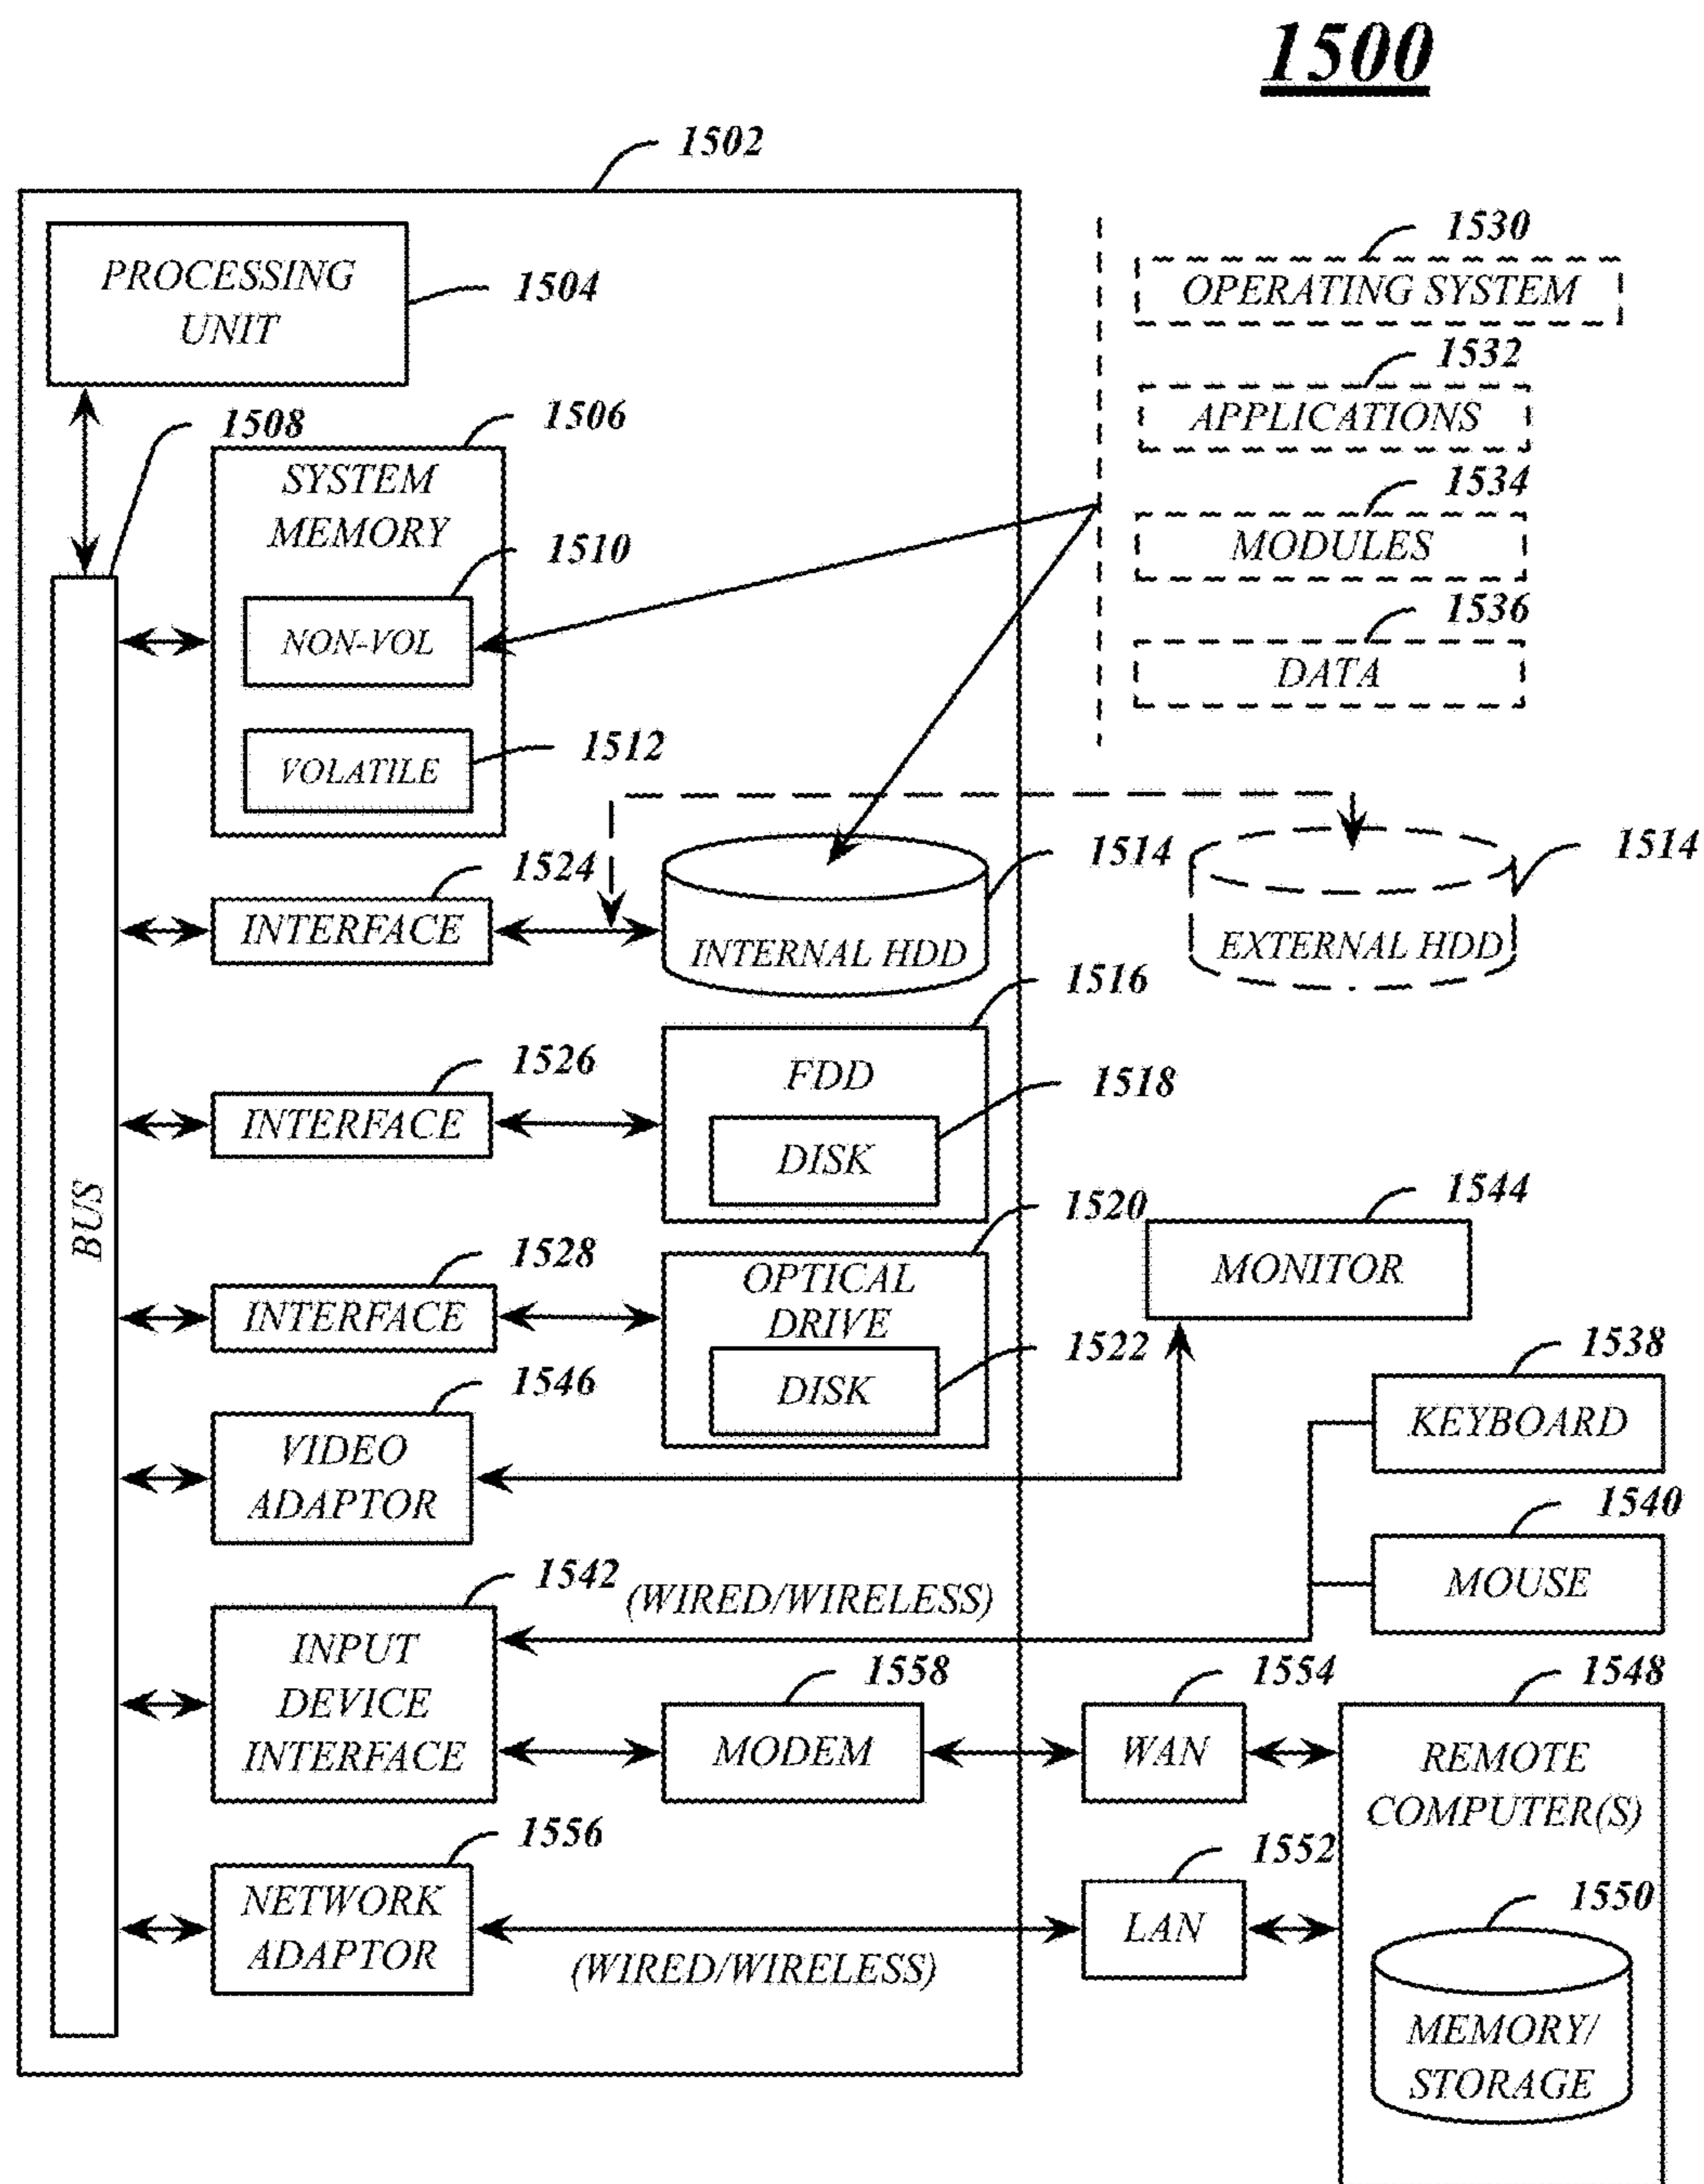 1500
1502
PROCESSING
UNIT
1504
1530
OPERATING SYSTEM
1532
APPLICATIONS
1534
MODULES
1536
DATA
1508
1506
SYSTEM
MEMORY
1510
NON-VOL
1512
VOLATILE
BUS
1524
INTERFACE
1514
INTERNAL HDD
1514
EXTERNAL HDD
1516
FDD
1526
INTERFACE
1518
DISK
1520
OPTICAL
DRIVE
1528
INTERFACE
1522
DISK
1544
MONITOR
1546
VIDEO
ADAPTOR
1538
KEYBOARD
1540
MOUSE
1542
(WIRED/WIRELESS)
INPUT
DEVICE
INTERFACE
1558
MODEM
1554
WAN
1548
REMOTE
COMPUTER(S)
1556
NETWORK
ADAPTOR
(WIRED/WIRELESS)
1552
LAN
1550
MEMORY/
STORAGE